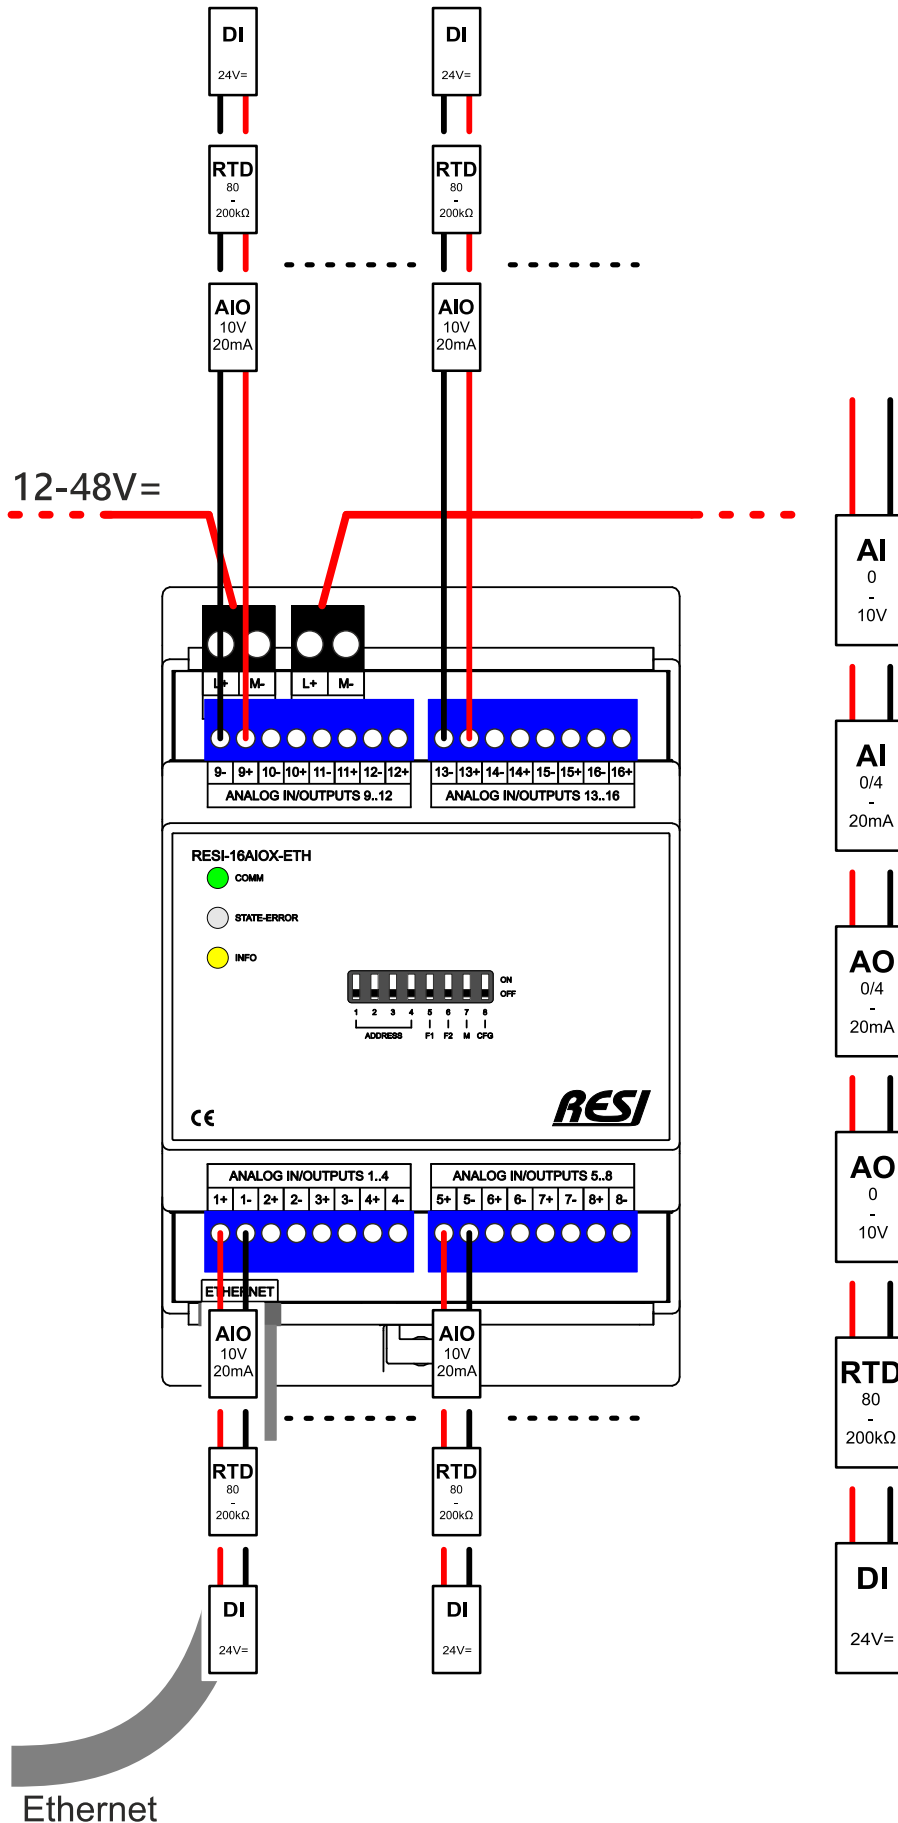 DI DI
24V= 24V=
RTD RTD
80 80
- -
200kΩ 200kΩ
AIO AIO
10V 10V
20mA 20mA
12-48V=
L+ M- L+ M-
9- 9+ 10- 10+ 11- 11+ 12- 12+ 13- 13+ 14- 14+ 15- 15+ 16- 16+
ANALOG IN/OUTPUTS 9..12 ANALOG IN/OUTPUTS 13..16
RESI-16AIOX-ETH
COMM
STATE-ERROR
INFO
ON
OFF
1 2 3 4 5 6 7 8
ADDRESS F1 F2 M CFG
CE
RESI
ANALOG IN/OUTPUTS 1..4 ANALOG IN/OUTPUTS 5..8
1+ 1- 2+ 2- 3+ 3- 4+ 4- 5+ 5- 6+ 6- 7+ 7- 8+ 8-
ETHERNET
AIO AIO
10V 10V
20mA 20mA
RTD RTD
80 80
- -
200kΩ 200kΩ
DI DI
24V= 24V=
Ethernet
AI
0
-
10V
AI
0/4
-
20mA
AO
0/4
-
20mA
AO
0
-
10V
RTD
80
-
200kΩ
DI
24V=